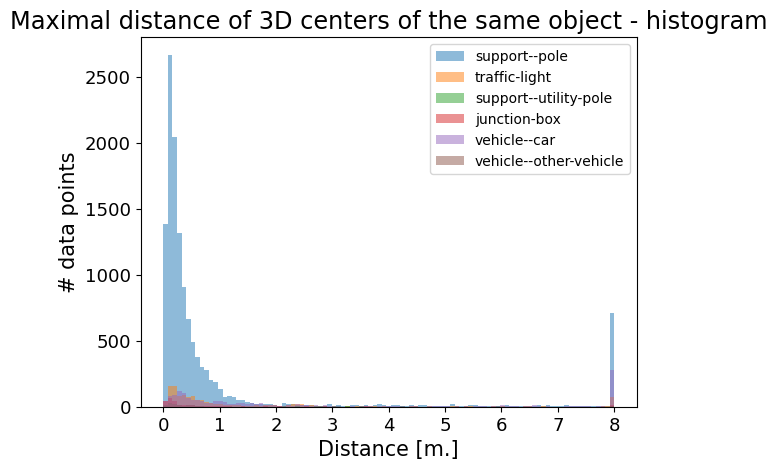 Maximal distance of 3D centers of the same object - histogram
# data points
2500
2000
1500
1000
500
0
support--pole
traffic-light
support--utility-pole
junction-box
vehicle--car
vehicle--other-vehicle
0 1 2 3 4 5 6 7 8
Distance [m.]